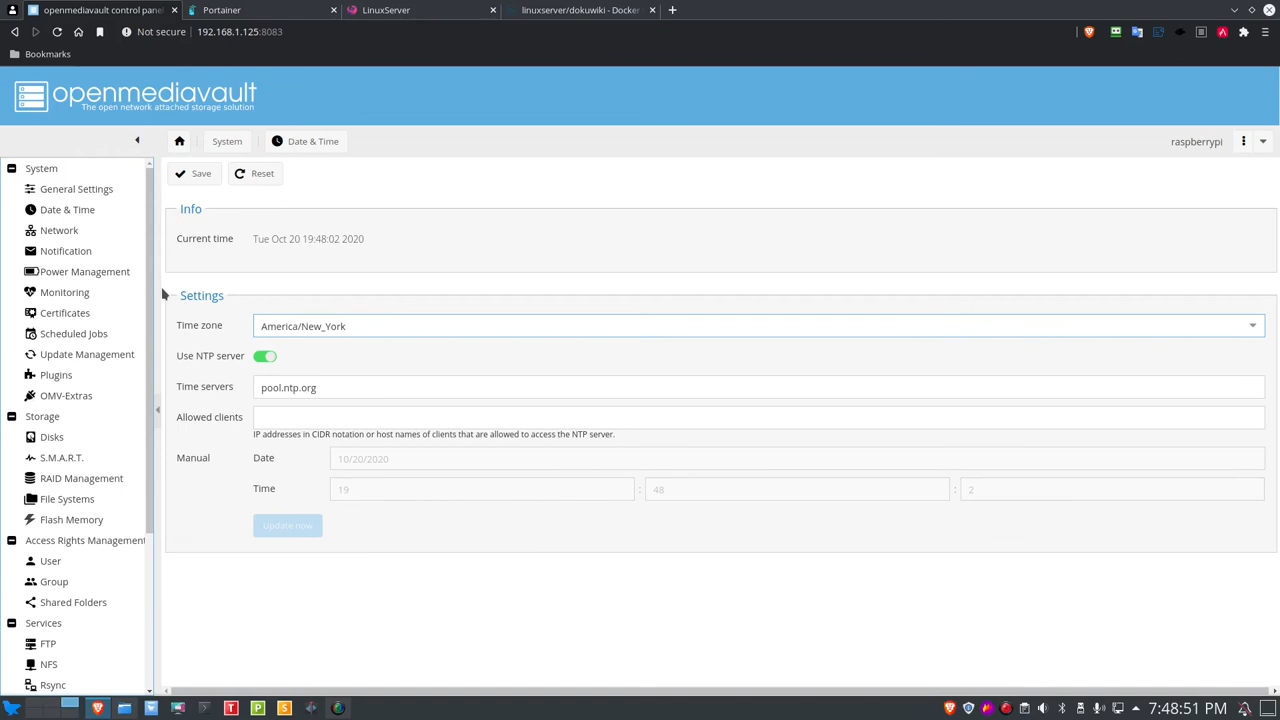 openmediavault control panel
Portainer
LinuxServer
linuxserver/dokuwiki - Docker
Not secure
192.168.1.125:8083
Bookmarks
openmediavault
The open network attached storage solution
System
Date & Time
raspberrypi
System
General Settings
Date & Time
Network
Notification
Power Management
Monitoring
Certificates
Scheduled Jobs
Update Management
Plugins
OMV-Extras
Storage
Disks
S.M.A.R.T.
RAID Management
File Systems
Flash Memory
Access Rights Management
User
Group
Shared Folders
Services
FTP
NFS
Rsync
Save
Reset
Info
Current time
Tue Oct 20 19:48:02 2020
Settings
Time zone
America/New_York
Use NTP server
Time servers
pool.ntp.org
Allowed clients
IP addresses in CIDR notation or host names of clients that are allowed to access the NTP server.
Manual
Date
10/20/2020
Time
19 : 48 : 2
Update now
T
P
S
7:48:51 PM